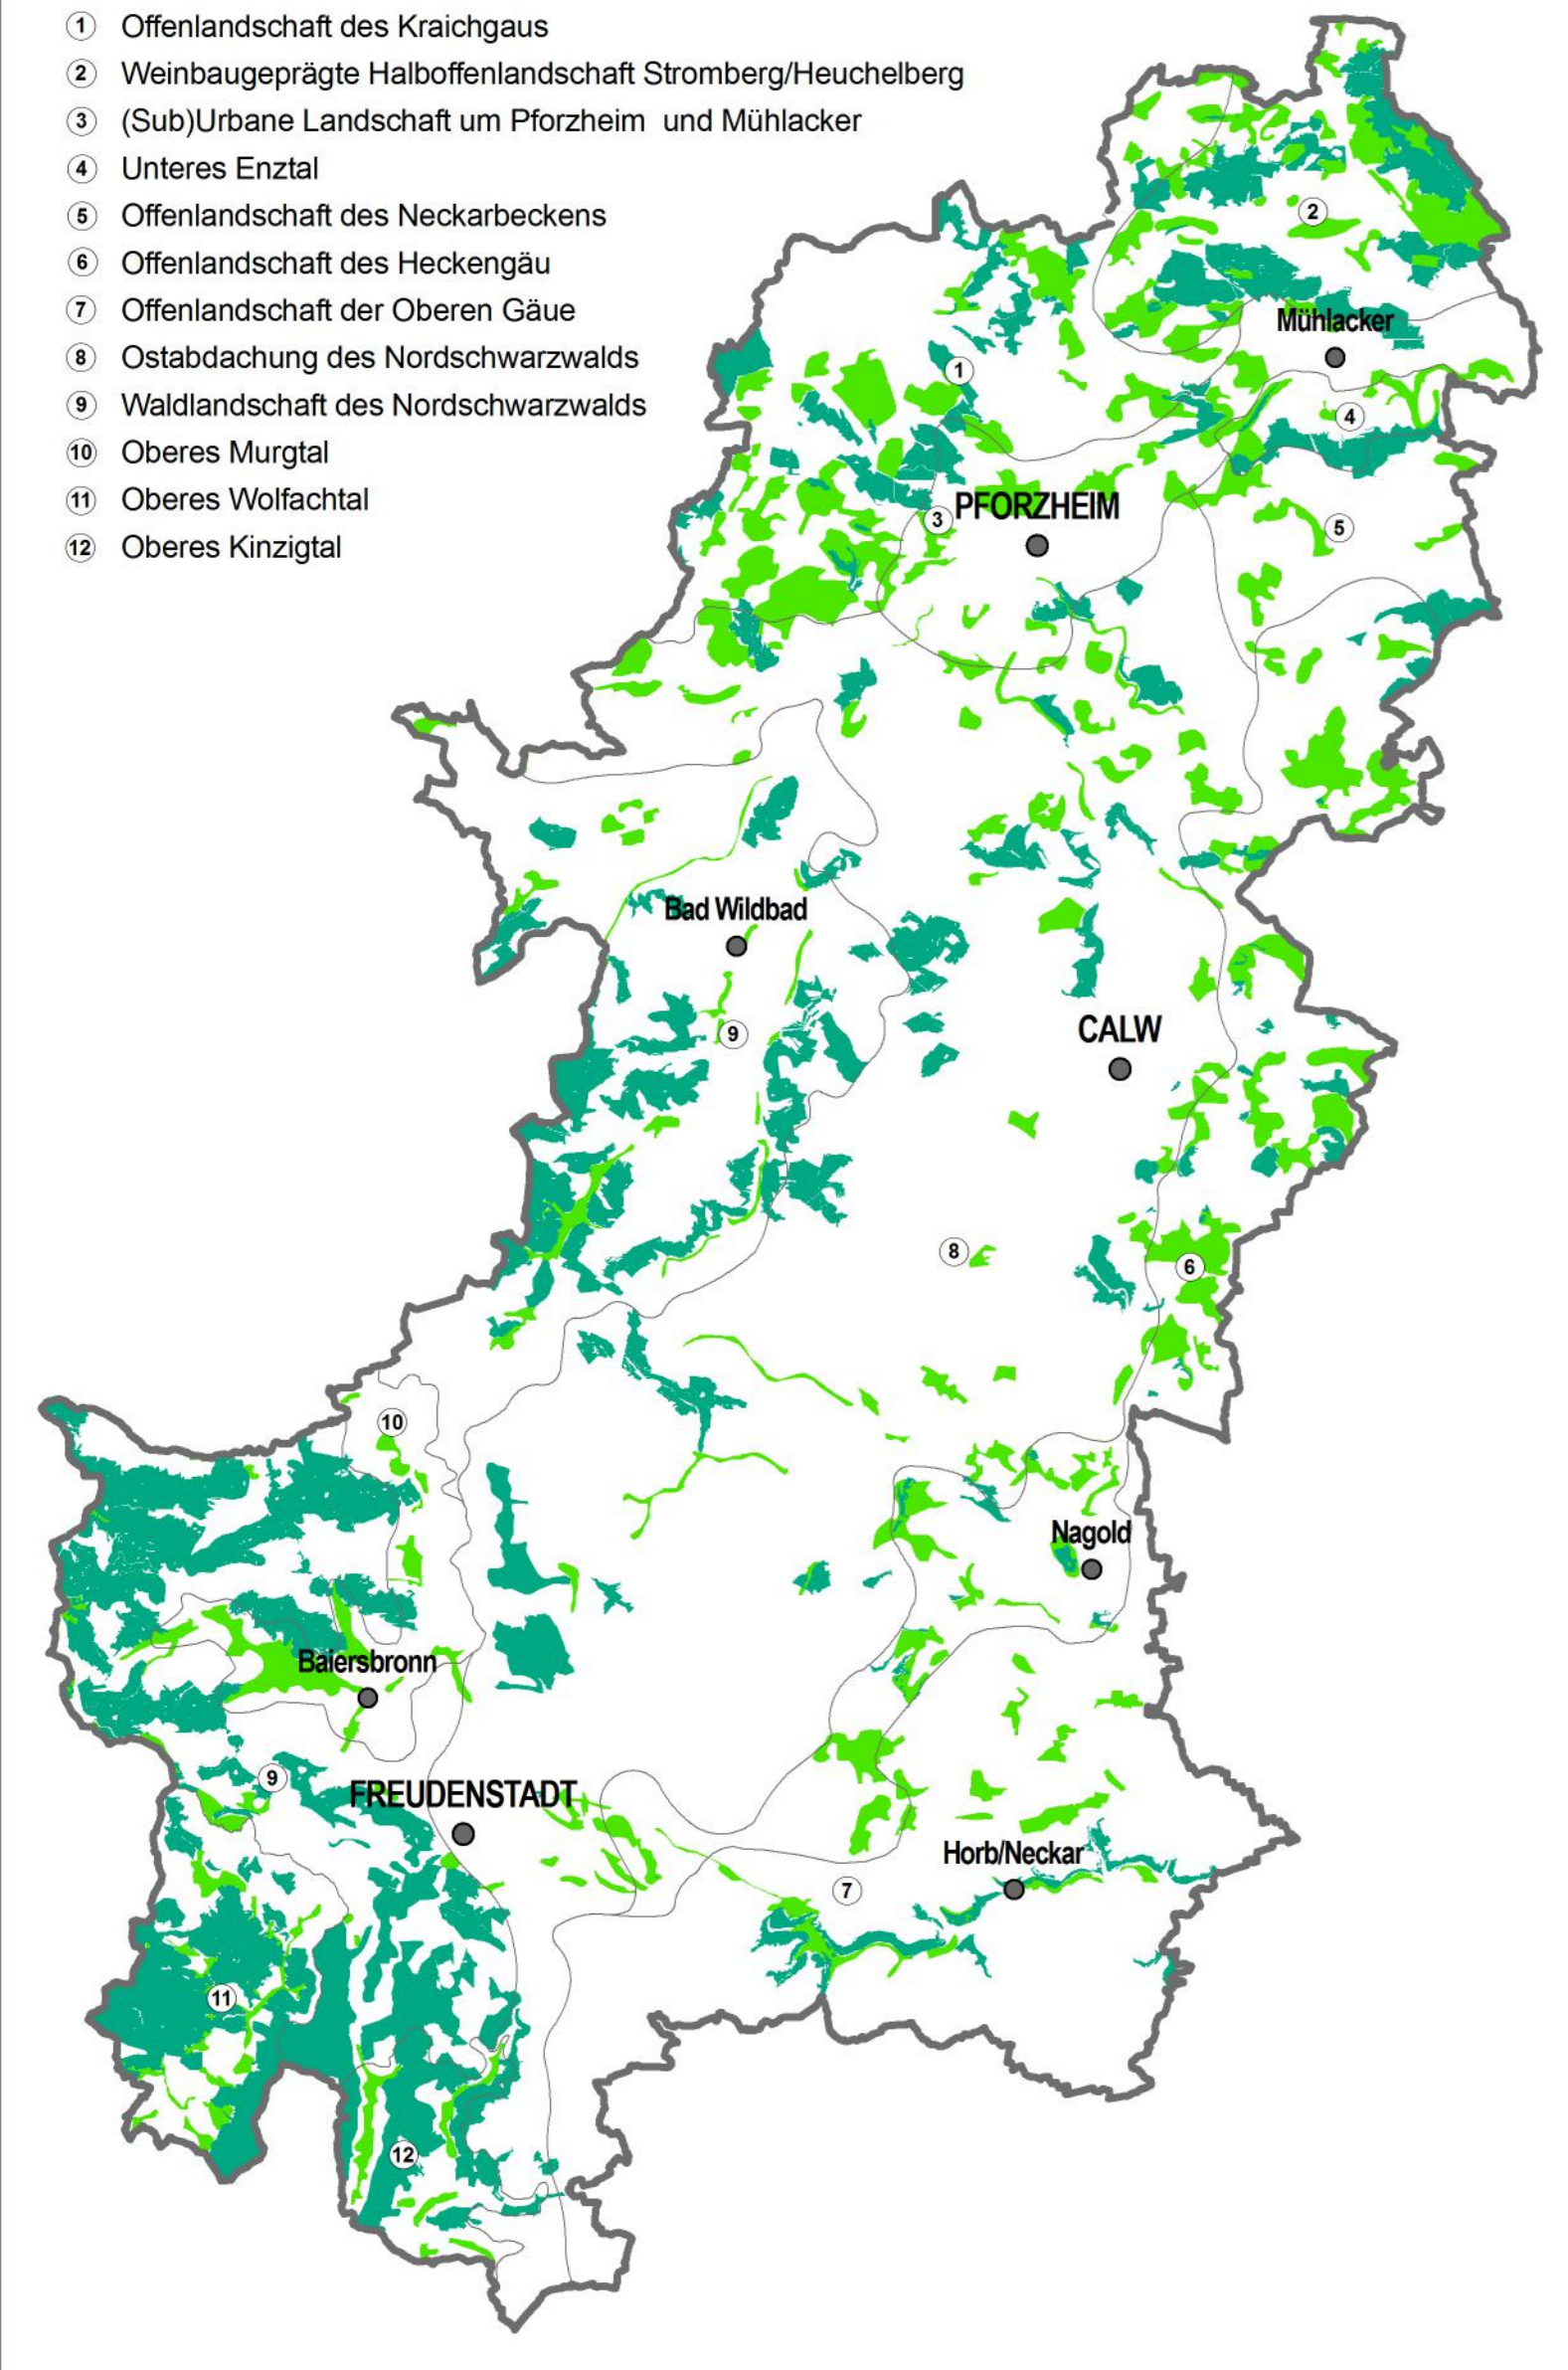 1 Offenlandschaft des Kraichgaus
2 Weinbaugeprägte Halboffenlandschaft Stromberg/Heuchelberg
3 (Sub)Urbane Landschaft um Pforzheim und Mühlacker
4 Unteres Enztal
5 Offenlandschaft des Neckarbeckens
6 Offenlandschaft des Heckengäu
7 Offenlandschaft der Oberen Gäue
8 Ostabdachung des Nordschwarzwalds
9 Waldlandschaft des Nordschwarzwalds
10 Oberes Murgtal
11 Oberes Wolfachtal
12 Oberes Kinzigtal
2
Mühlacker
1
4
PFORZHEIM
3
5
Bad Wildbad
9
CALW
8
6
10
Nagold
Baiersbronn
9
FREUDENSTADT
Horb/Neckar
7
11
12